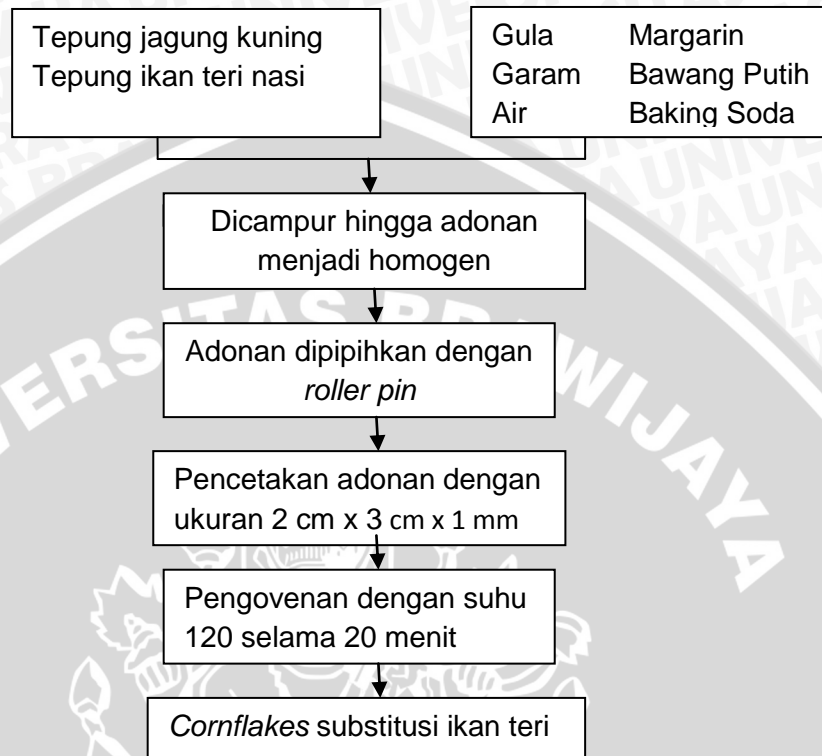 Tepung jagung kuning
Tepung ikan teri nasi
Gula Margarin
Garam Bawang Putih
Air Baking Soda
Dicampur hingga adonan
menjadi homogen
Adonan dipipihkan dengan
roller pin
Pencetakan adonan dengan
ukuran 2 cm x 3 cm x 1 mm
Pengovenan dengan suhu
120 selama 20 menit
Cornflakes substitusi ikan teri